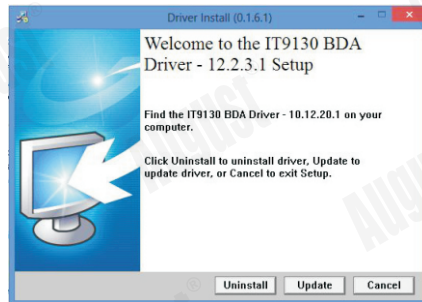 Driver Install (0.1.6.1)
Welcome to the IT9130 BDA
Driver - 12.2.3.1 Setup
Find the IT9130 BDA Driver - 10.12.20.1 on your
computer.
Click Uninstall to uninstall driver, Update to
update driver, or Cancel to exit Setup.
Uninstall
Update
Cancel
August